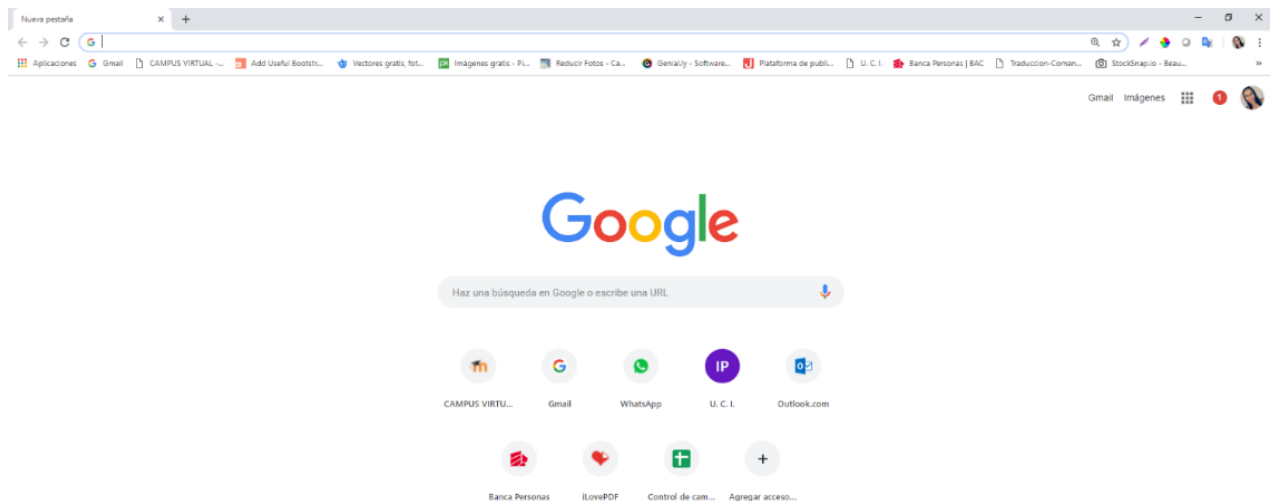 Nueva pestaña
Aplicaciones Gmail CAMPUS VIRTUAL -... Add Useful Bootstr... Vectores gratis, fot... Imágenes gratis - Pi... Reducir Fotos - Ca... Genial.ly - Software... Plataforma de publi... U. C. I. Banca Personas | BAC Traduccion-Coman... StockSnap.io - Beau...
Gmail Imágenes 1
Google
Haz una búsqueda en Google o escribe una URL
IP
CAMPUS VIRTU... Gmail WhatsApp U. C. I. Outlook.com
Banca Personas iLovePDF Control de cam... Agregar acceso...